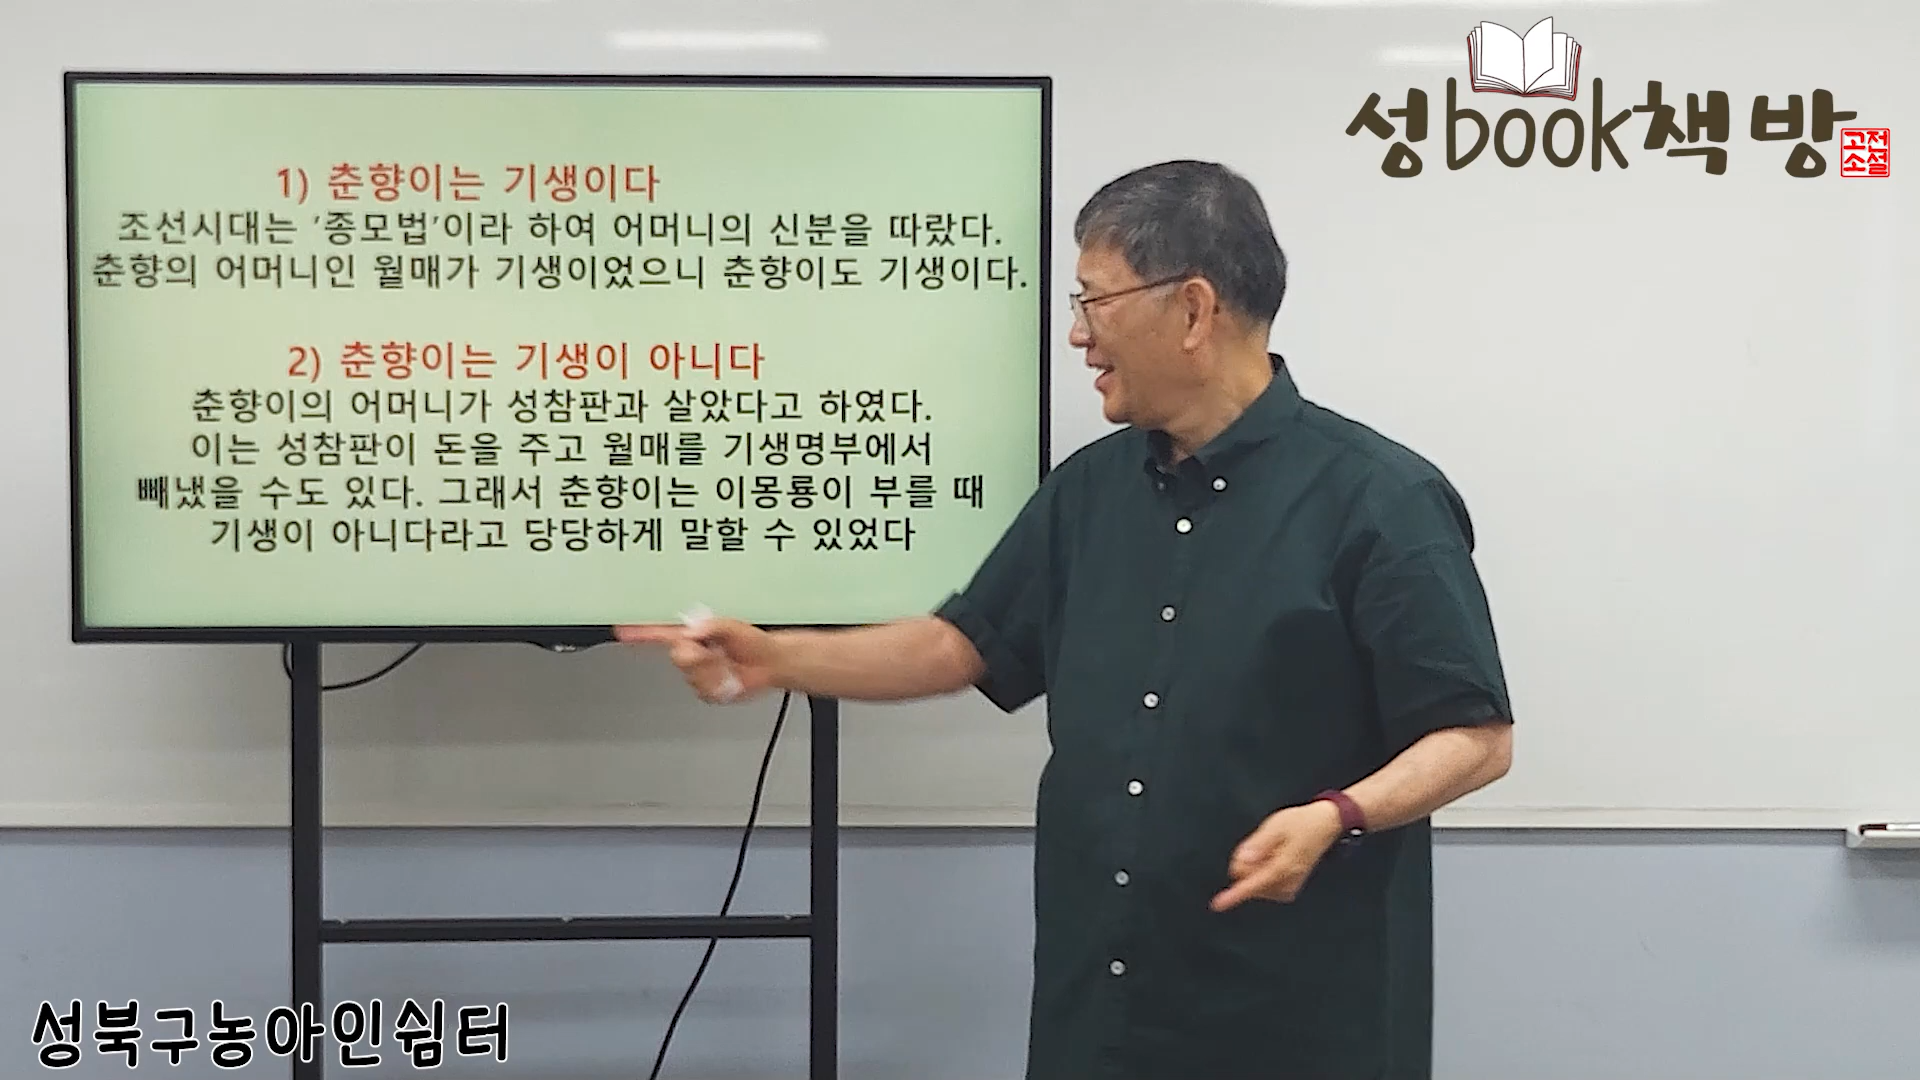 성book책방
고전
소설
1) 춘향이는 기생이다
조선시대는 '종모법'이라 하여 어머니의 신분을 따랐다.
춘향의 어머니인 월매가 기생이었으니 춘향이도 기생이다.
2) 춘향이는 기생이 아니다
춘향이의 어머니가 성참판과 살았다고 하였다.
이는 성참판이 돈을 주고 월매를 기생명부에서
빼냈을 수도 있다. 그래서 춘향이는 이몽룡이 부를 때
기생이 아니다라고 당당하게 말할 수 있었다
성북구농아인쉼터